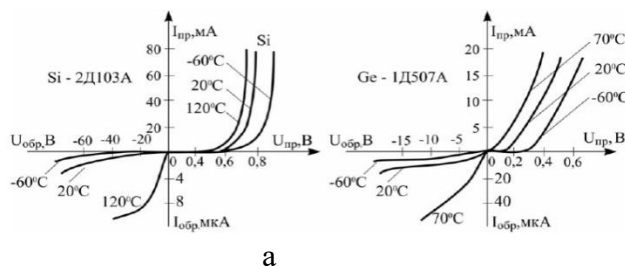 Iпр,мА
80
60
40
20
Si
-60°C
20°C
120°C
Si - 2Д103А
Uобр,В
-60 -40 -20
0
0,6 0,8
Uпр,В
-60°C
20°C
120°C
4
8
Iобр,мкА
Iпр,мА
20
15
10
5
70°C
20°C
-60°C
Ge - 1Д507А
Uобр,В
-15 -10 -5
0
0,2 0,4 0,6
Uпр,В
-60°C
20°C
70°C
20
40
Iобр,мкА
а